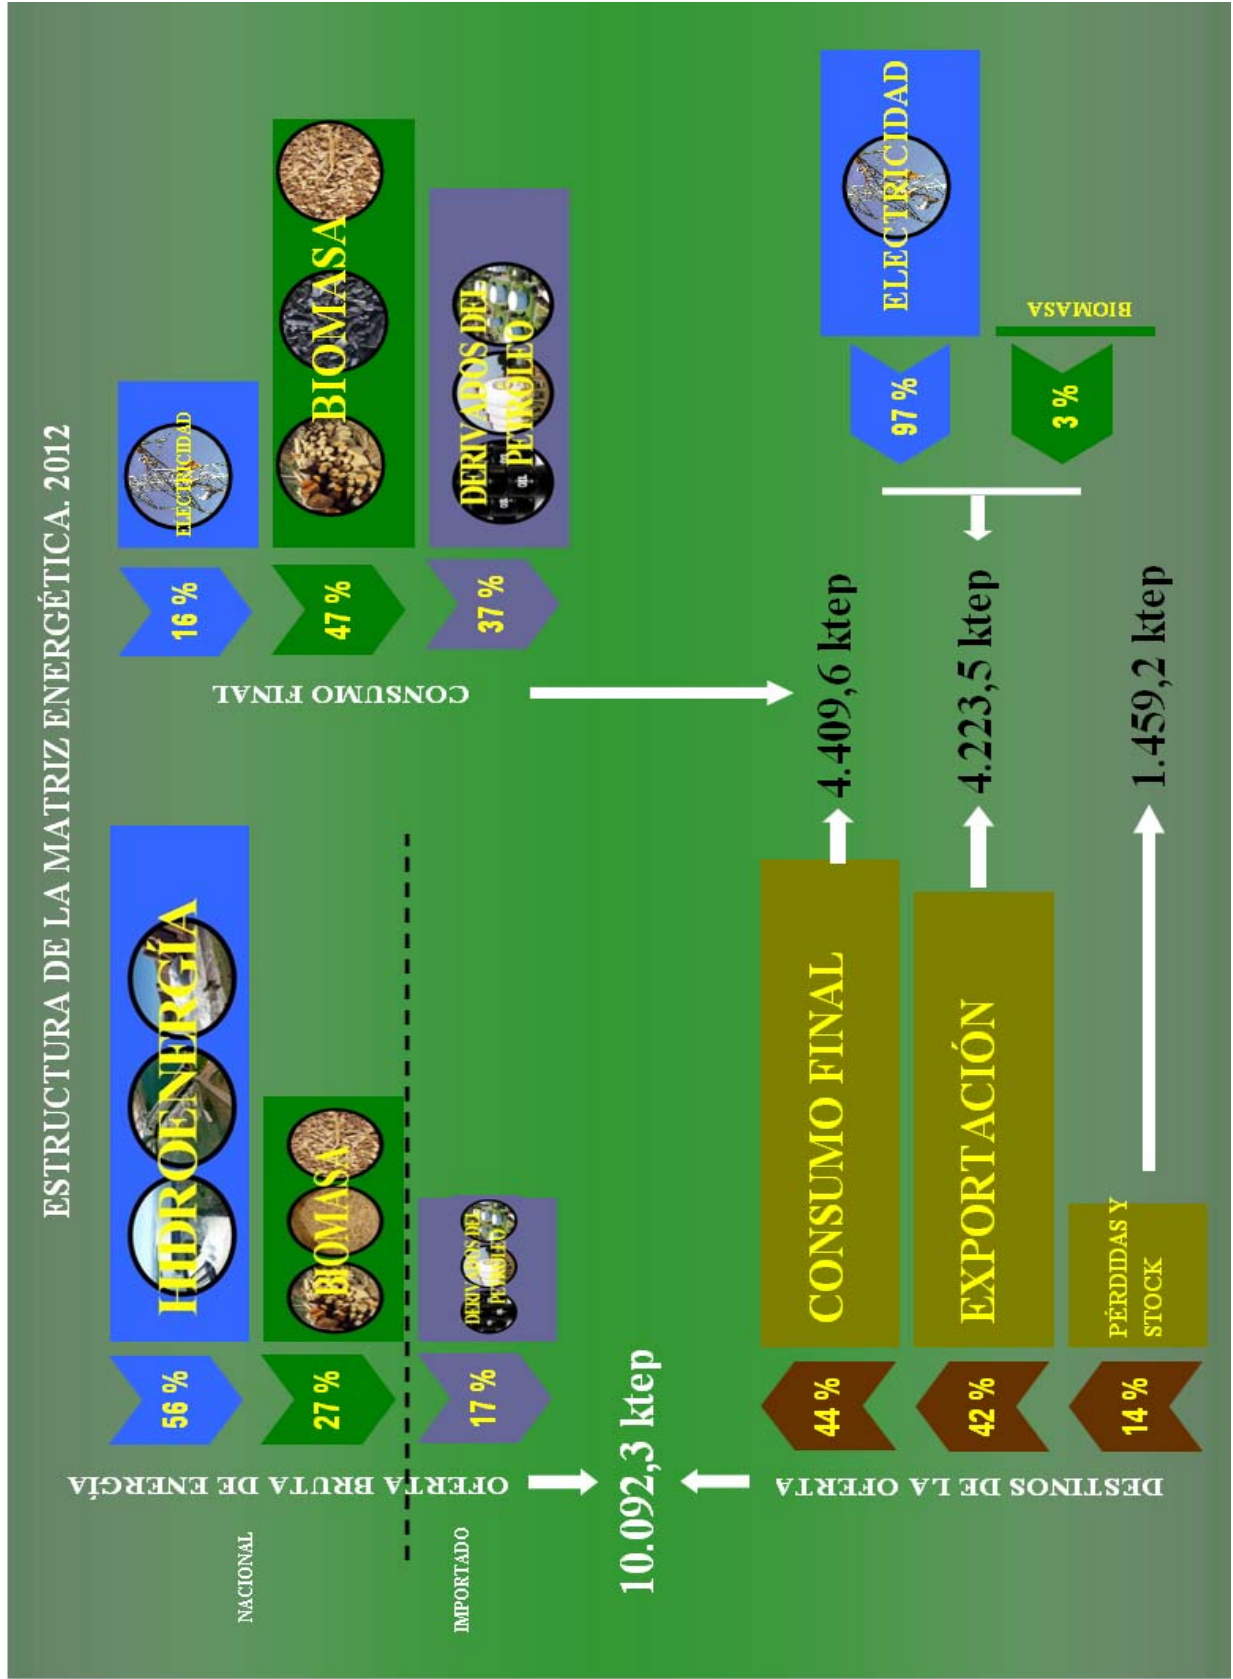 ESTRUCTURA DE LA MATRIZ ENERGÉTICA. 2012
NACIONAL
IMPORTADO
OFERTA BRUTA DE ENERGÍA
56 %
HIDROENERGÍA
27 %
BIOMASA
17 %
DERIVADOS DEL
PETROLEO
CONSUMO FINAL
16 %
ELECTRICIDAD
47 %
BIOMASA
37 %
DERIVADOS DEL
PETROLEO
10.092,3 ktep
DESTINOS DE LA OFERTA
44 %
CONSUMO FINAL
4.409,6 ktep
42 %
EXPORTACIÓN
4.223,5 ktep
14 %
PÉRDIDAS Y
STOCK
1.459,2 ktep
97 %
ELECTRICIDAD
3 %
BIOMASA